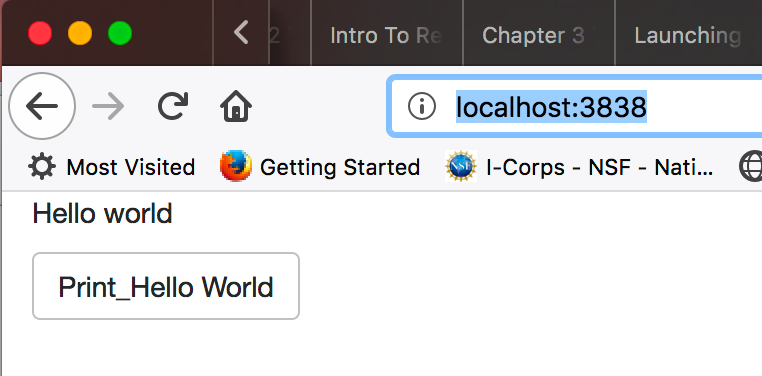 2 Intro To Re Chapter 3 Launching
localhost:3838
Most Visited Getting Started I-Corps - NSF - Nati...
Hello world
Print_Hello World